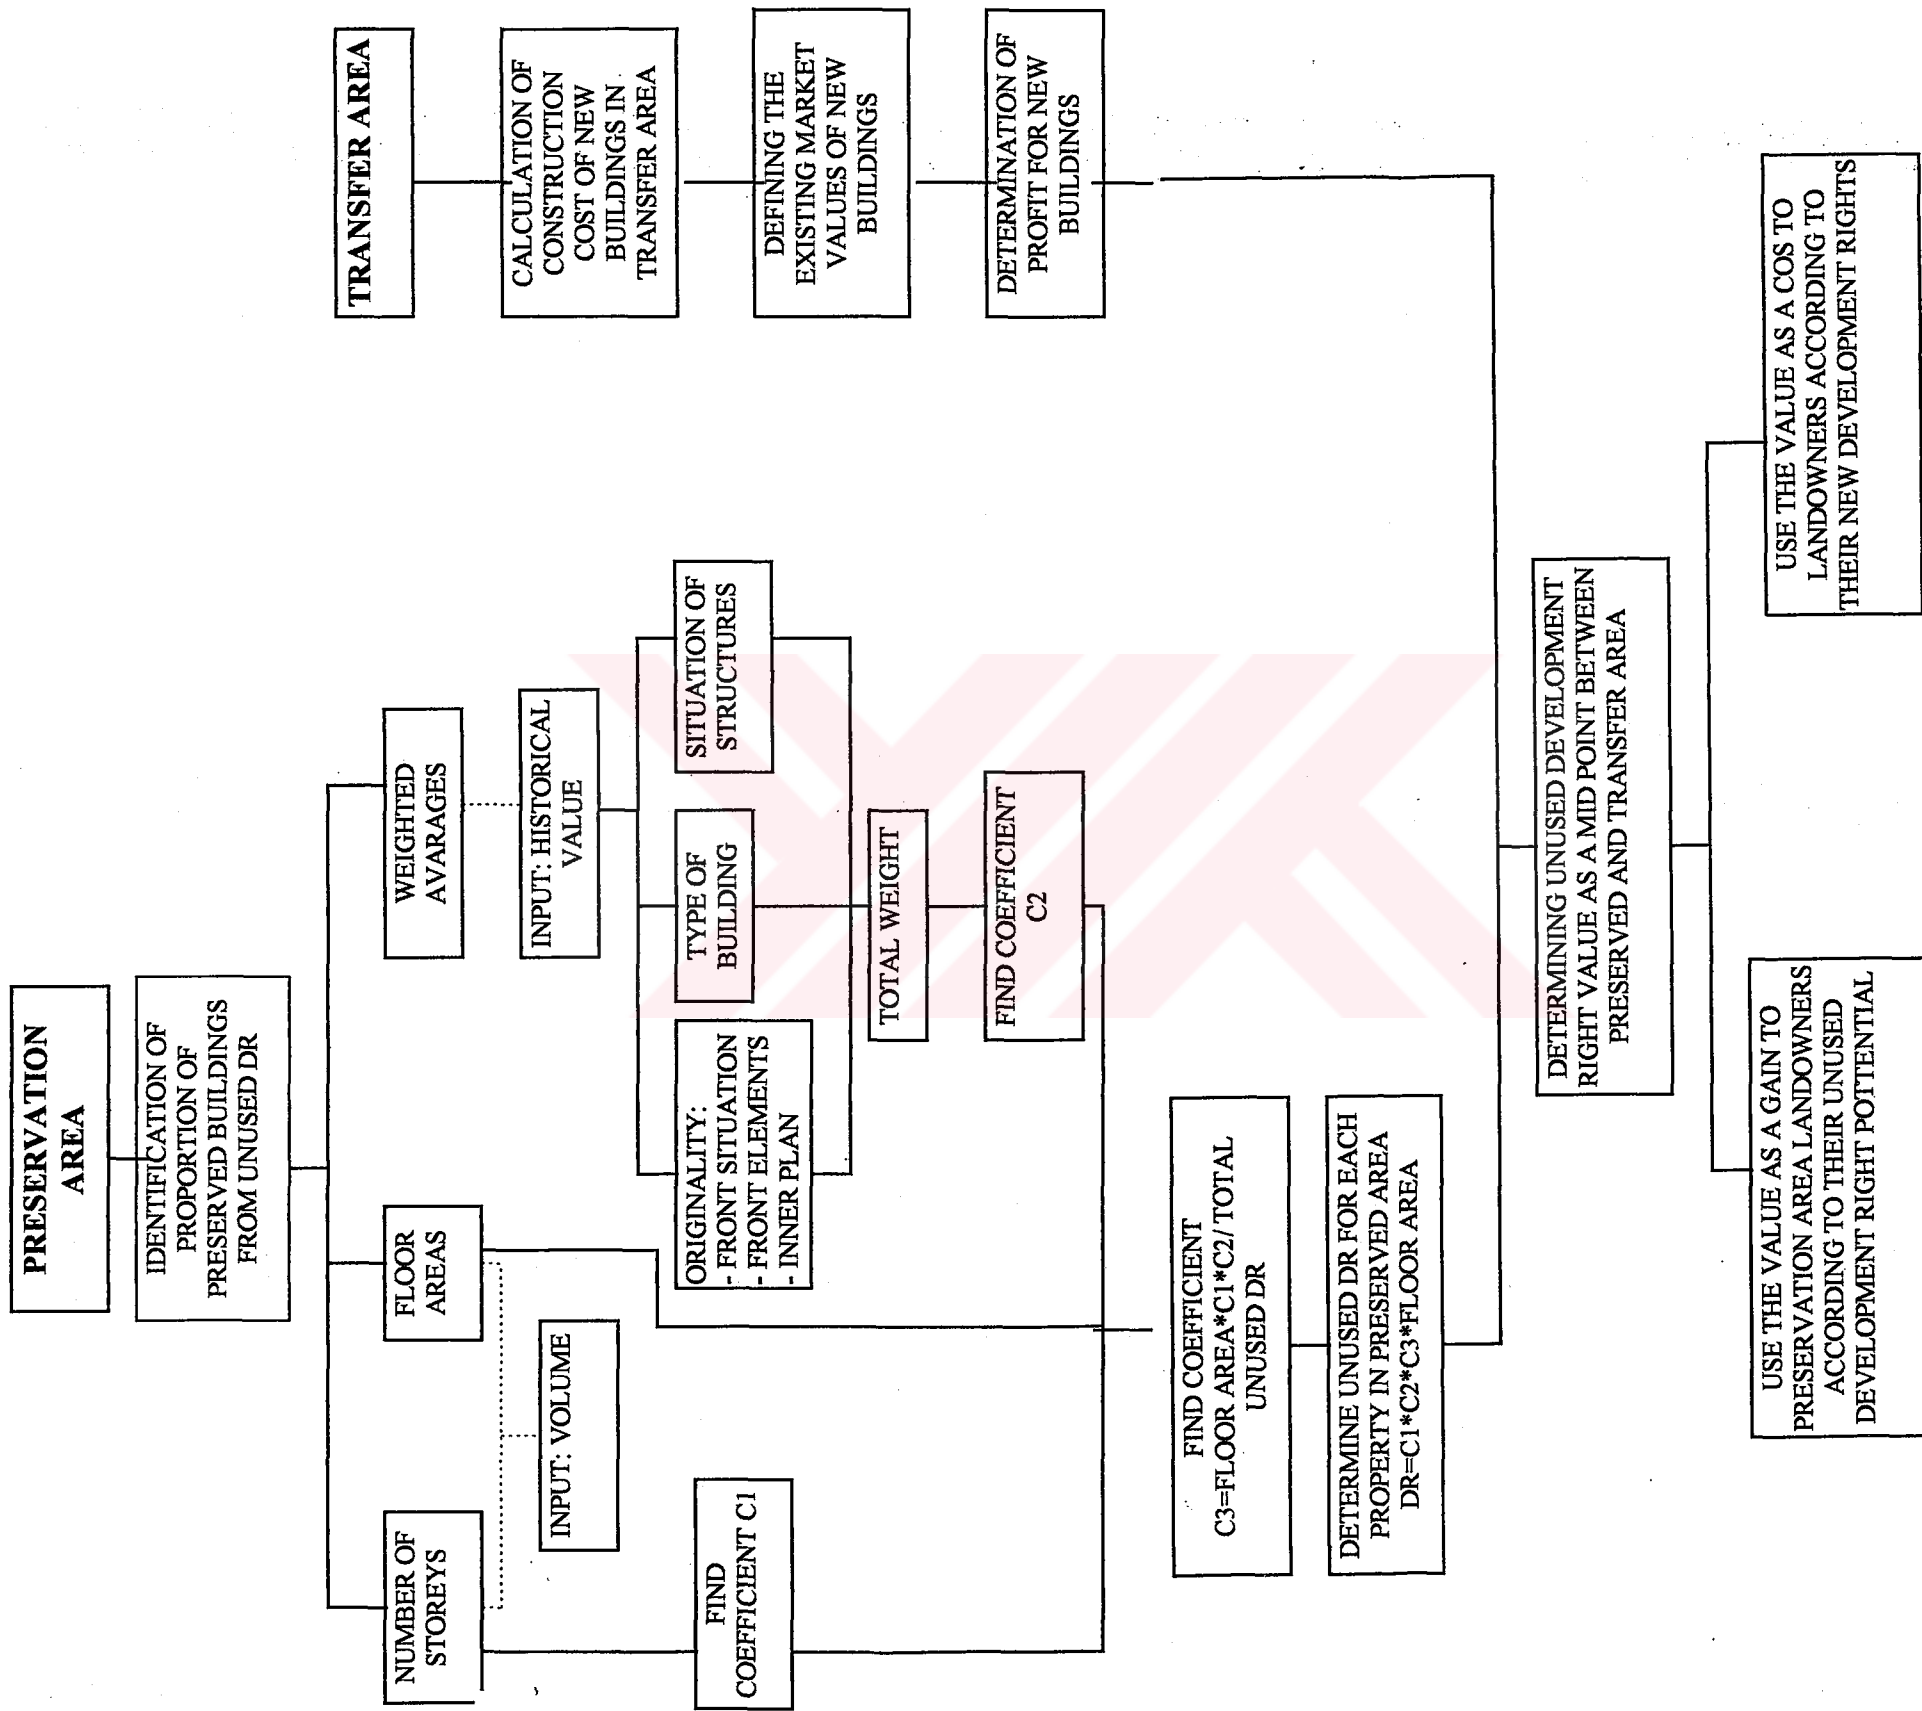 PRESERVATION
AREA
IDENTIFICATION OF
PROPORTION OF
PRESERVED BUILDINGS
FROM UNUSED DR
NUMBER OF
STOREYS
FLOOR
AREAS
WEIGHTED
AVARAGES
INPUT: VOLUME
INPUT: HISTORICAL
VALUE
FIND
COEFFICIENT C1
ORIGINALITY:
- FRONT SITUATION
- FRONT ELEMENTS
- INNER PLAN
TYPE OF
BUILDING
SITUATION OF
STRUCTURES
TOTAL WEIGHT
FIND COEFFICIENT
C2
FIND COEFFICIENT
C3=FLOOR AREA*C1*C2/TOTAL
UNUSED DR
DETERMINE UNUSED DR FOR EACH
PROPERTY IN PRESERVED AREA
DR=C1*C2*C3*FLOOR AREA
TRANSFER AREA
CALCULATION OF
CONSTRUCTION
COST OF NEW
BUILDINGS IN
TRANSFER AREA
DEFINING THE
EXISTING MARKET
VALUES OF NEW
BUILDINGS
DETERMINATION OF
PROFIT FOR NEW
BUILDINGS
DETERMINING UNUSED DEVELOPMENT
RIGHT VALUE AS A MID POINT BETWEEN
PRESERVED AND TRANSFER AREA
USE THE VALUE AS A GAIN TO
PRESERVATION AREA LANDOWNERS
ACCORDING TO THEIR UNUSED
DEVELOPMENT RIGHT POTTENTIAL
USE THE VALUE AS A COS TO
LANDOWNERS ACCORDING TO
THEIR NEW DEVELOPMENT RIGHTS